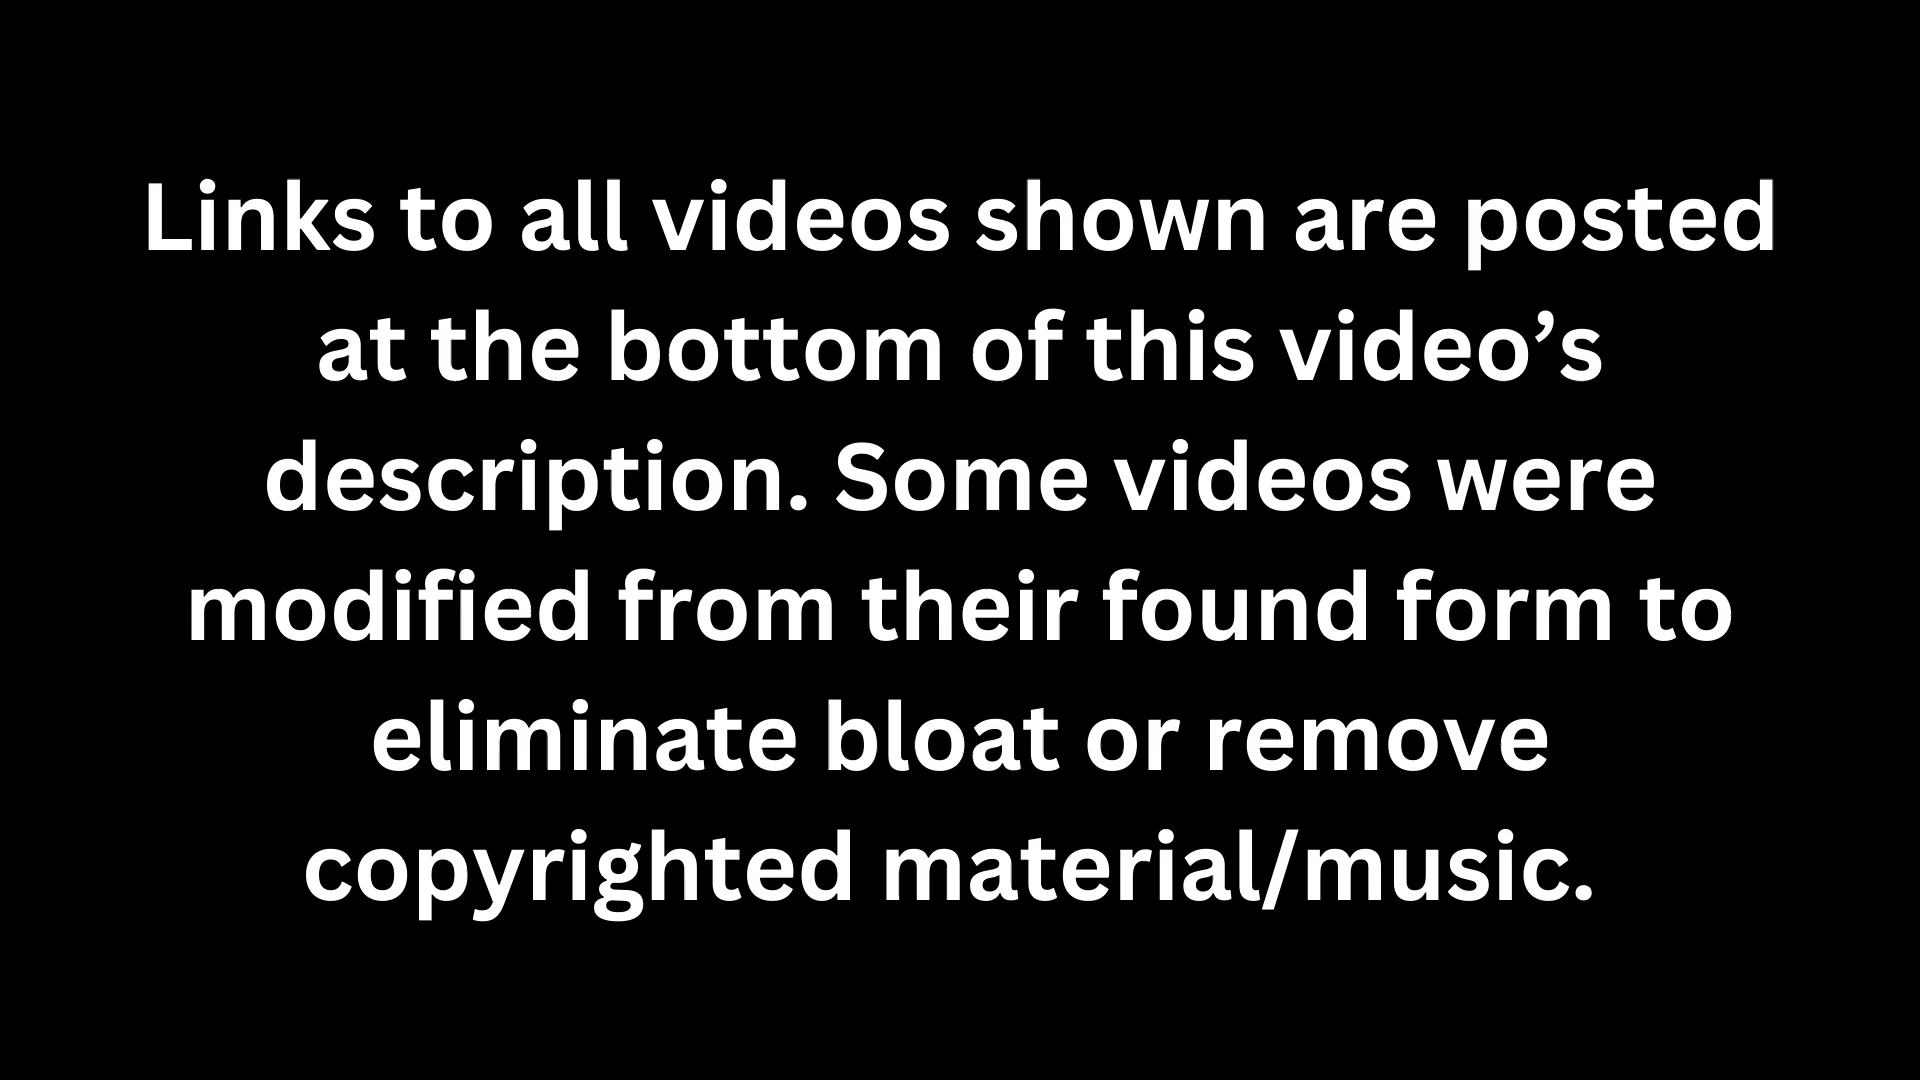 Links to all videos shown are posted
at the bottom of this video’s
description. Some videos were
modified from their found form to
eliminate bloat or remove
copyrighted material/music.